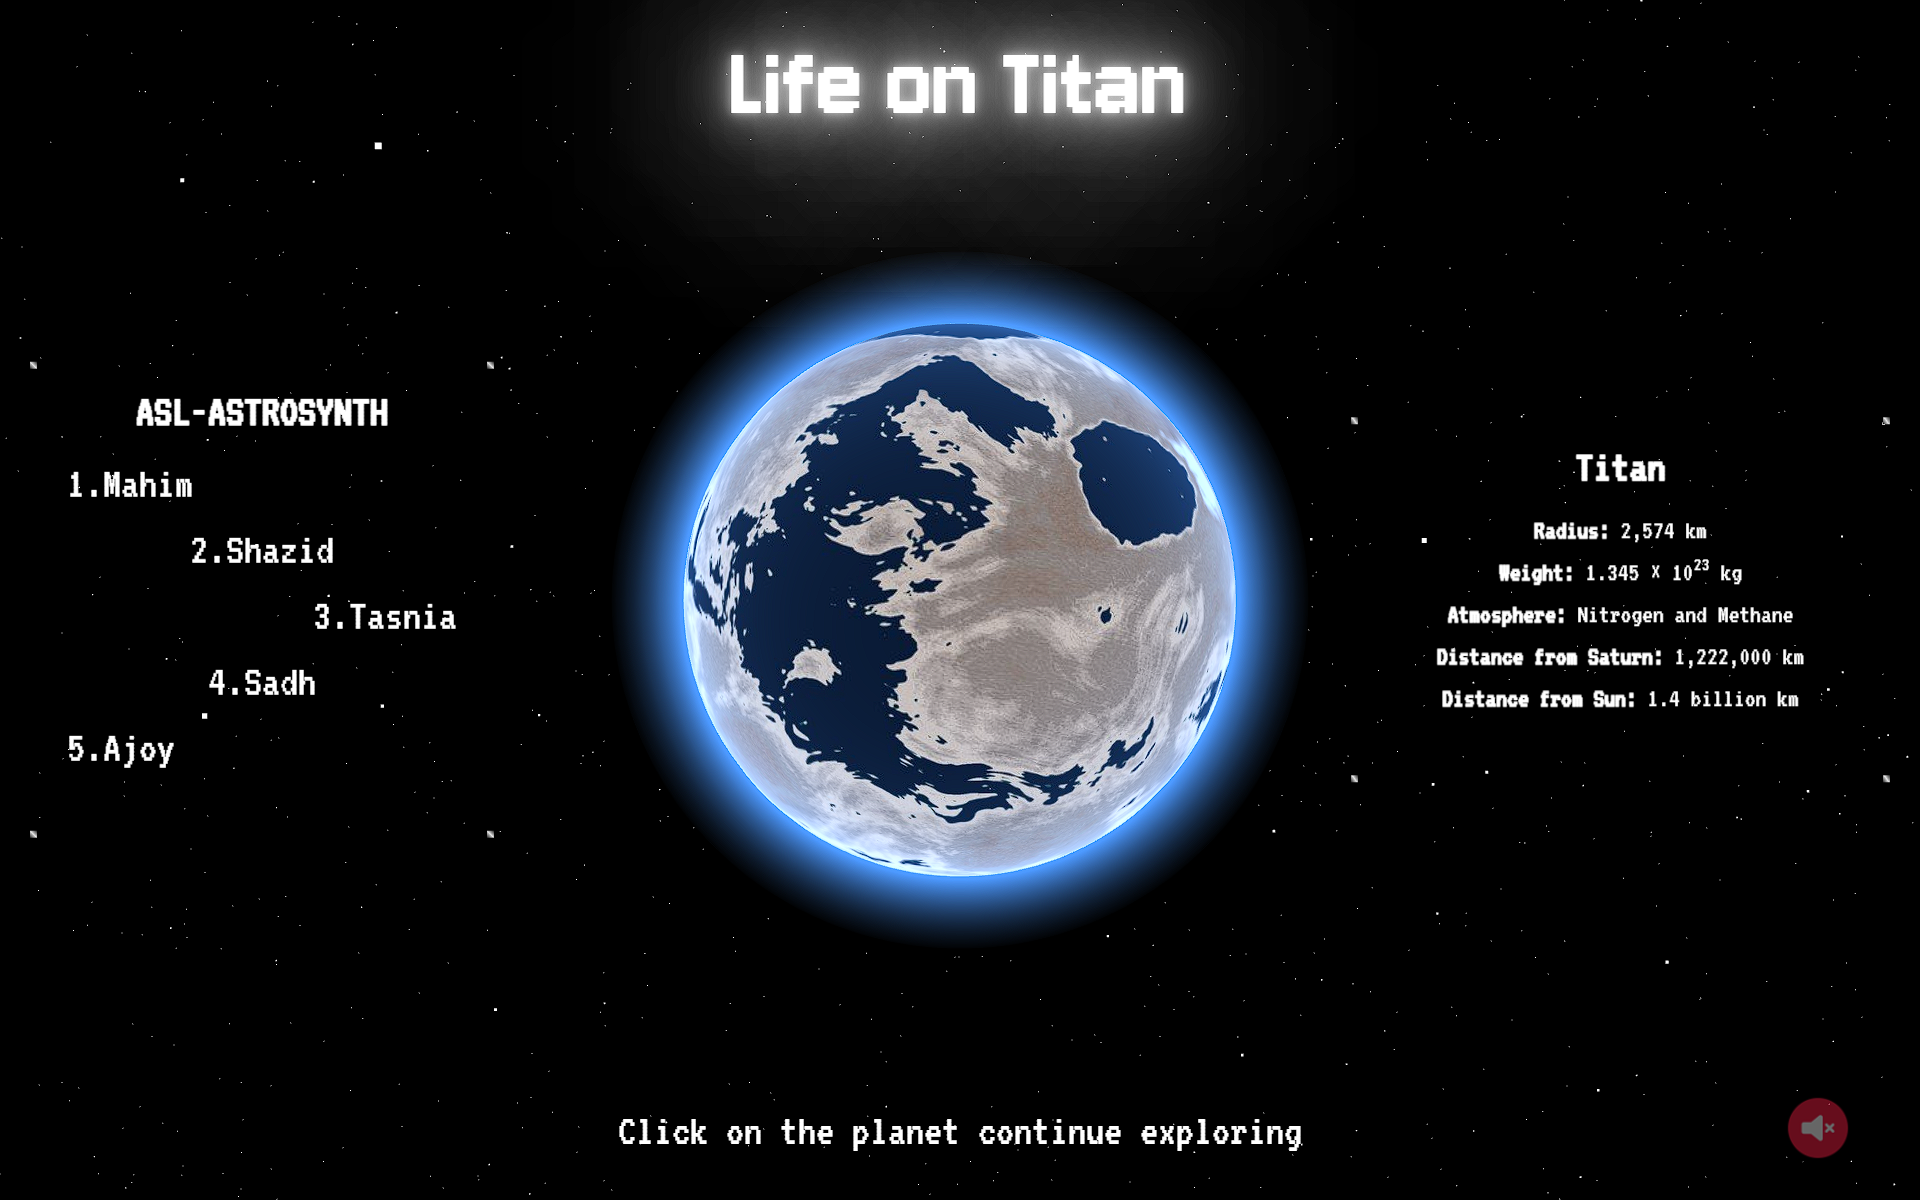 Life on Titan
ASL-ASTROSYNTH
1.Mahim
2.Shazid
3.Tasnia
4.Sadh
5.Ajoy
Titan
Radius: 2,574 km
Weight: 1.345 × 10²³ kg
Atmosphere: Nitrogen and Methane
Distance from Saturn: 1,222,000 km
Distance from Sun: 1.4 billion km
Click on the planet continue exploring